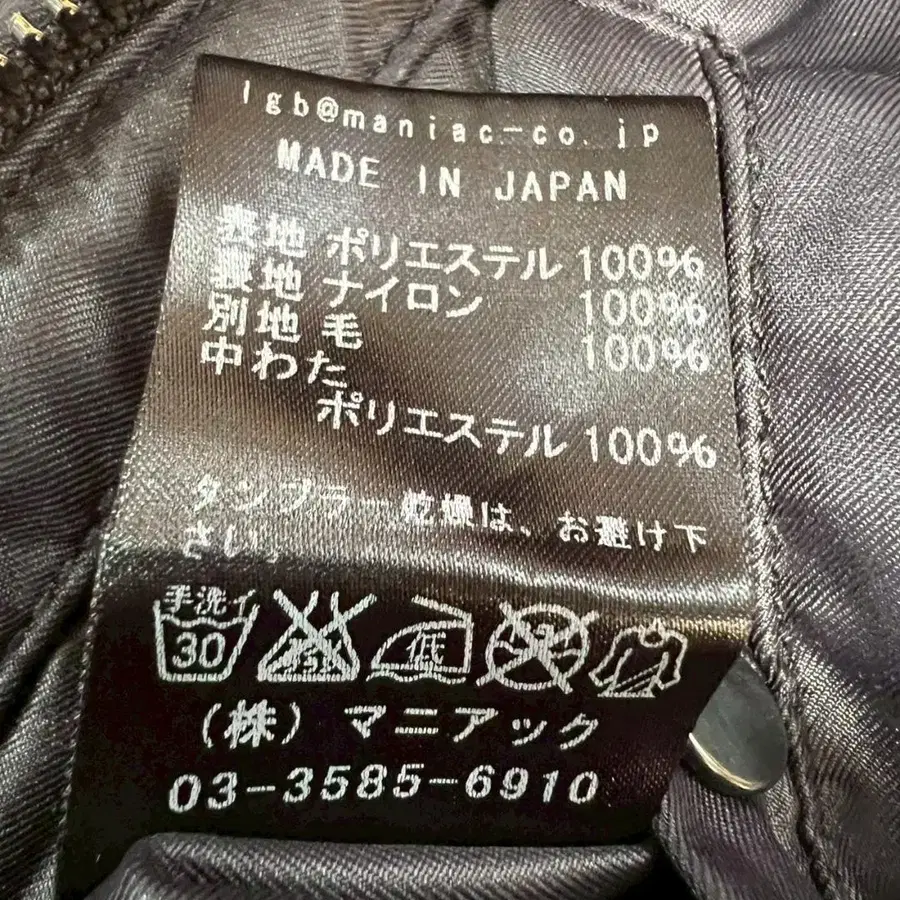 lgb@maniac-co.jp
MADE IN JAPAN
表地 ポリエステル 100%
裏地 ナイロン 100%
別地 毛 100%
中わた
ポリエステル 100%
タンブラー乾燥は、お避け下
さい。
手洗イ
30
低
(株) マニアック
03-3585-6910